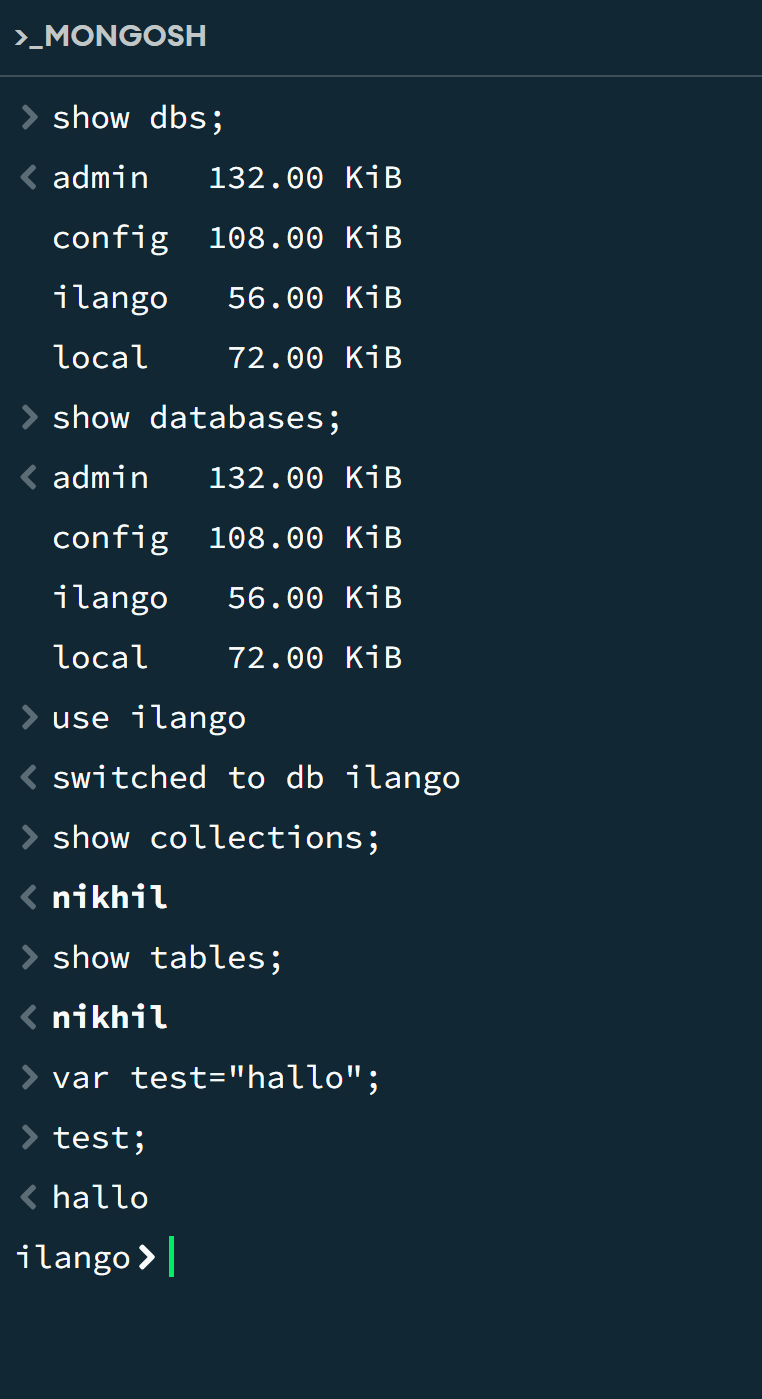 >_MONGOSH
> show dbs;
< admin   132.00 KiB
  config  108.00 KiB
  ilango   56.00 KiB
  local    72.00 KiB
> show databases;
< admin   132.00 KiB
  config  108.00 KiB
  ilango   56.00 KiB
  local    72.00 KiB
> use ilango
< switched to db ilango
> show collections;
< nikhil
> show tables;
< nikhil
> var test="hallo";
> test;
< hallo
ilango>